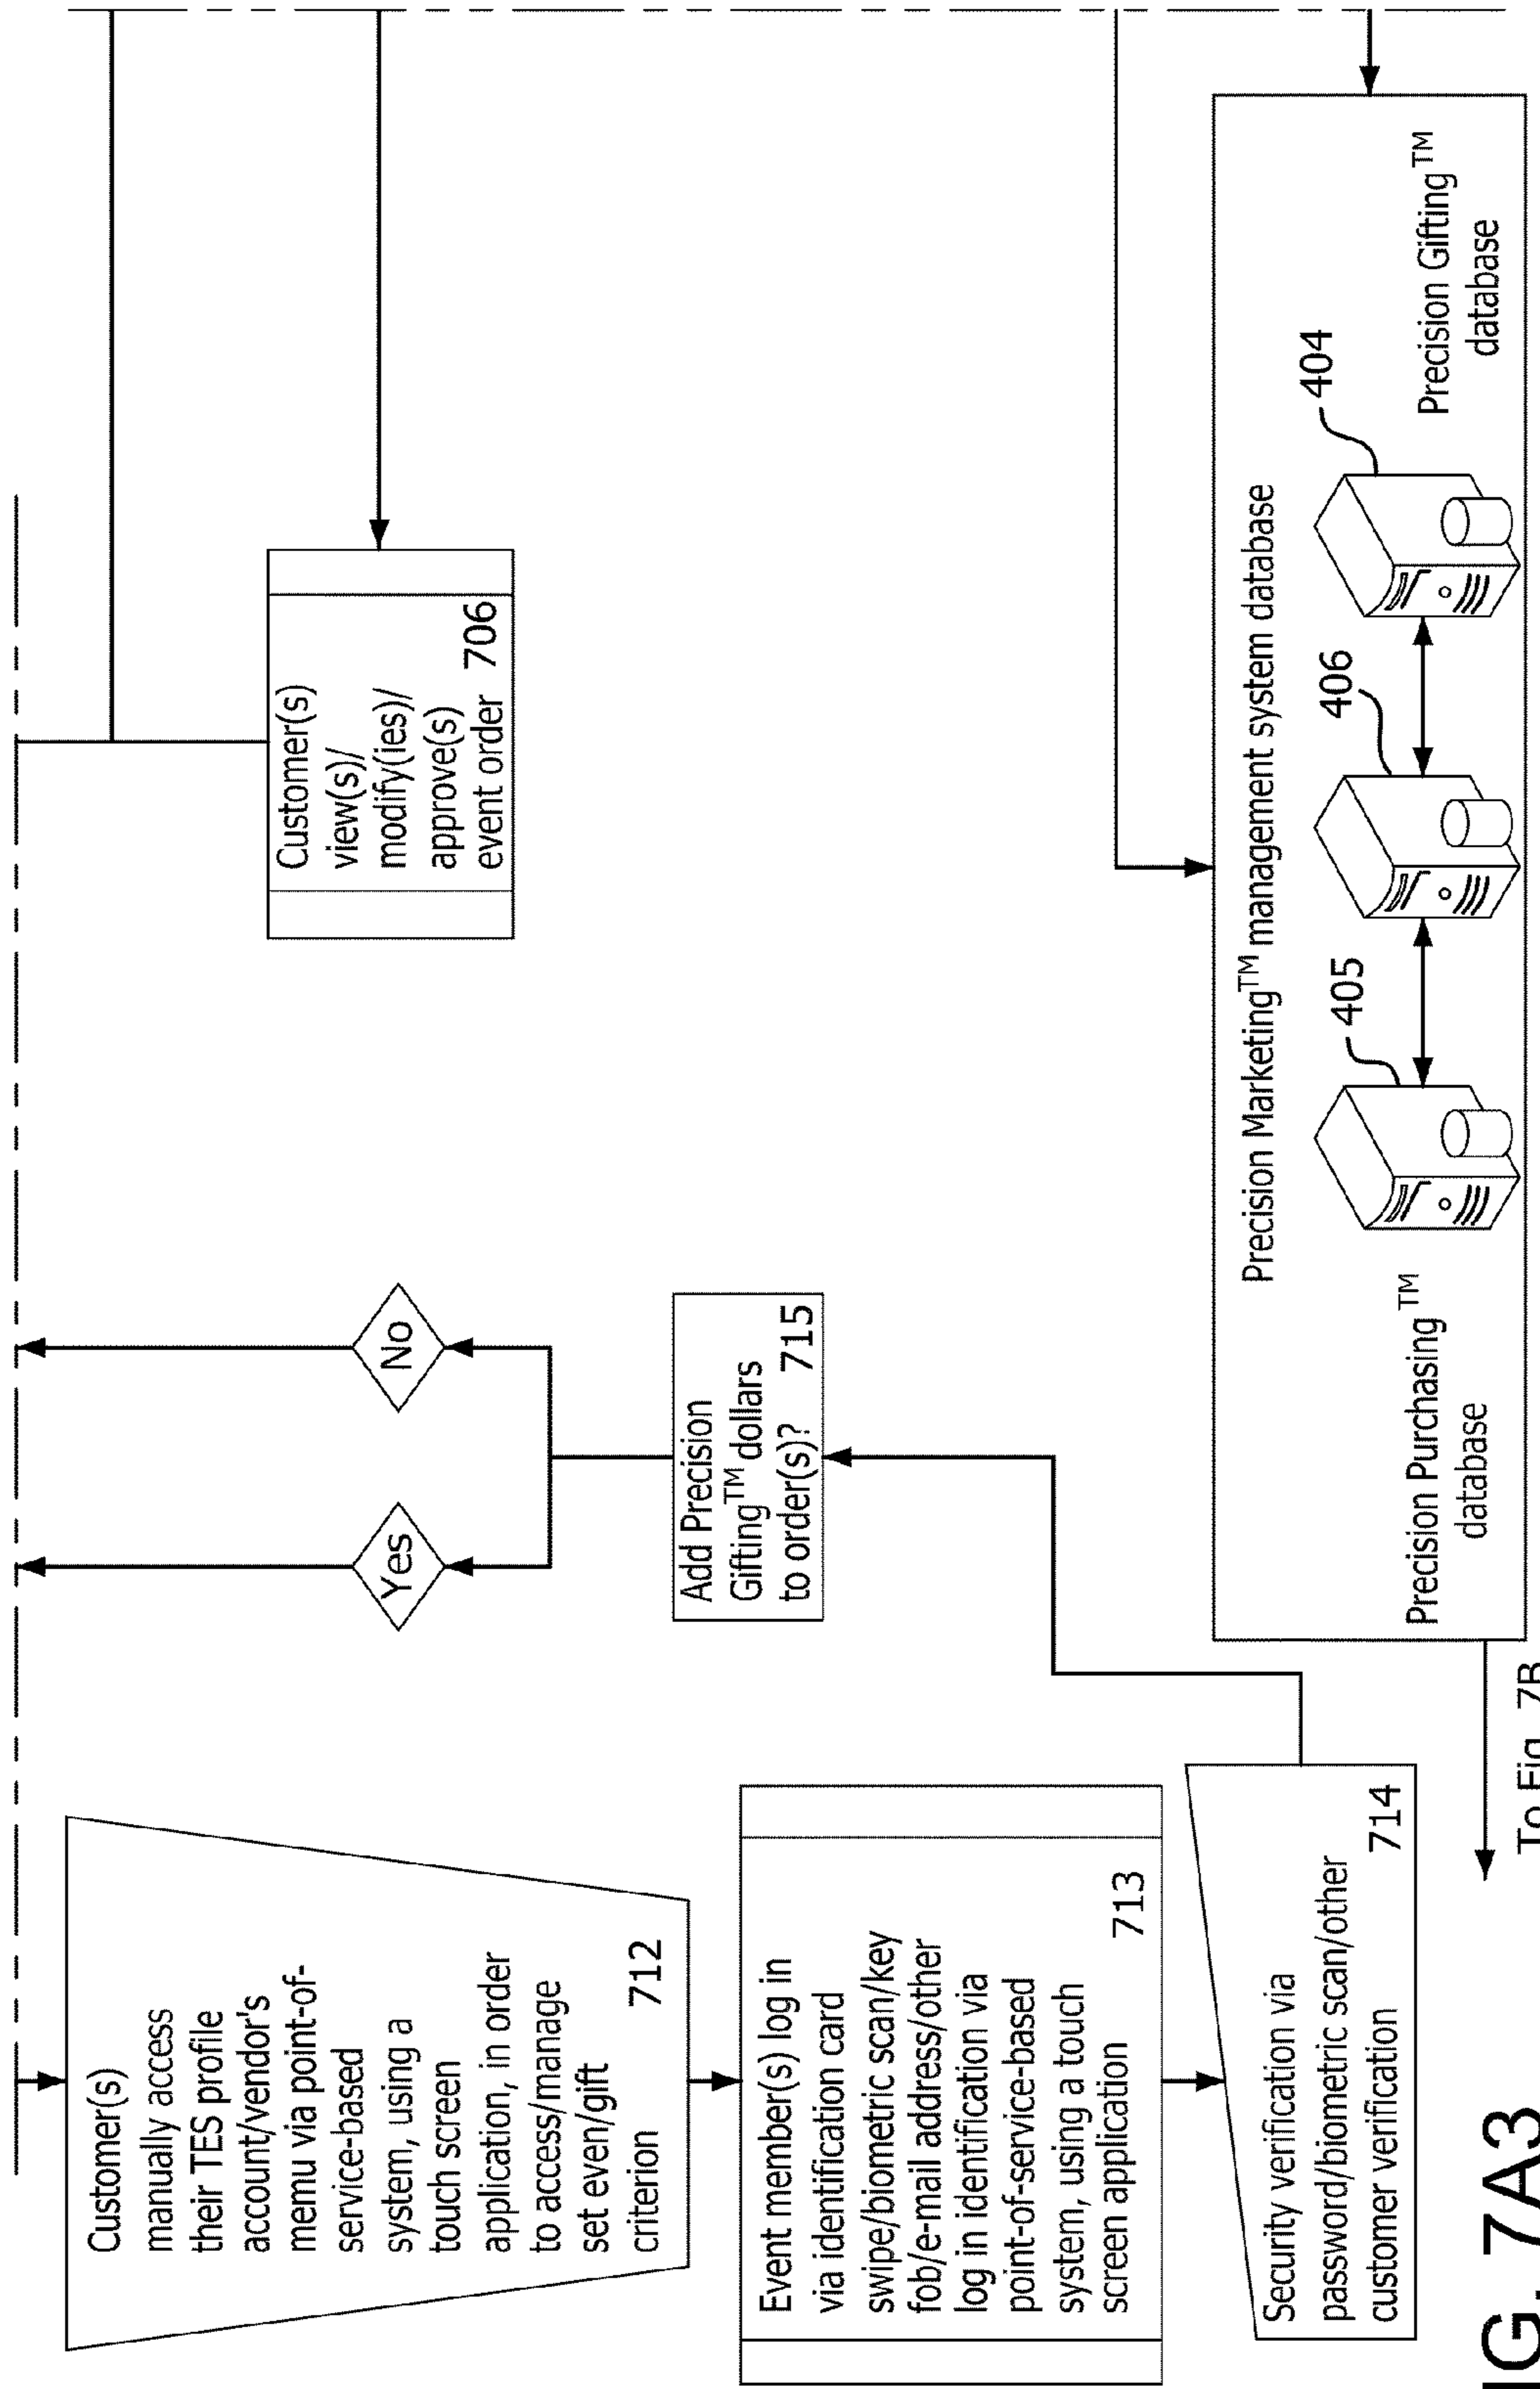 Customer(s)
manually access
their TES profile
account/vendor's
memu via point-of-
service-based
system, using a
touch screen
application, in order
to access/manage
set even/gift
criterion
712
Event member(s) log in
via identification card
swipe/biometric scan/key
fob/e-mail address/other
log in identification via
point-of-service-based
system, using a touch
screen application
713
Security verification via
password/biometric scan/other
customer verification
714
Yes
No
Add Precision
Gifting™ dollars
to order(s)? 715
Customer(s)
view(s)/
modify(ies)/
approve(s)
event order 706
Precision Marketing™ management system database
405
406
404
Precision Purchasing™
database
Precision Gifting™
database
To Fig. 7B
IG. 7A3